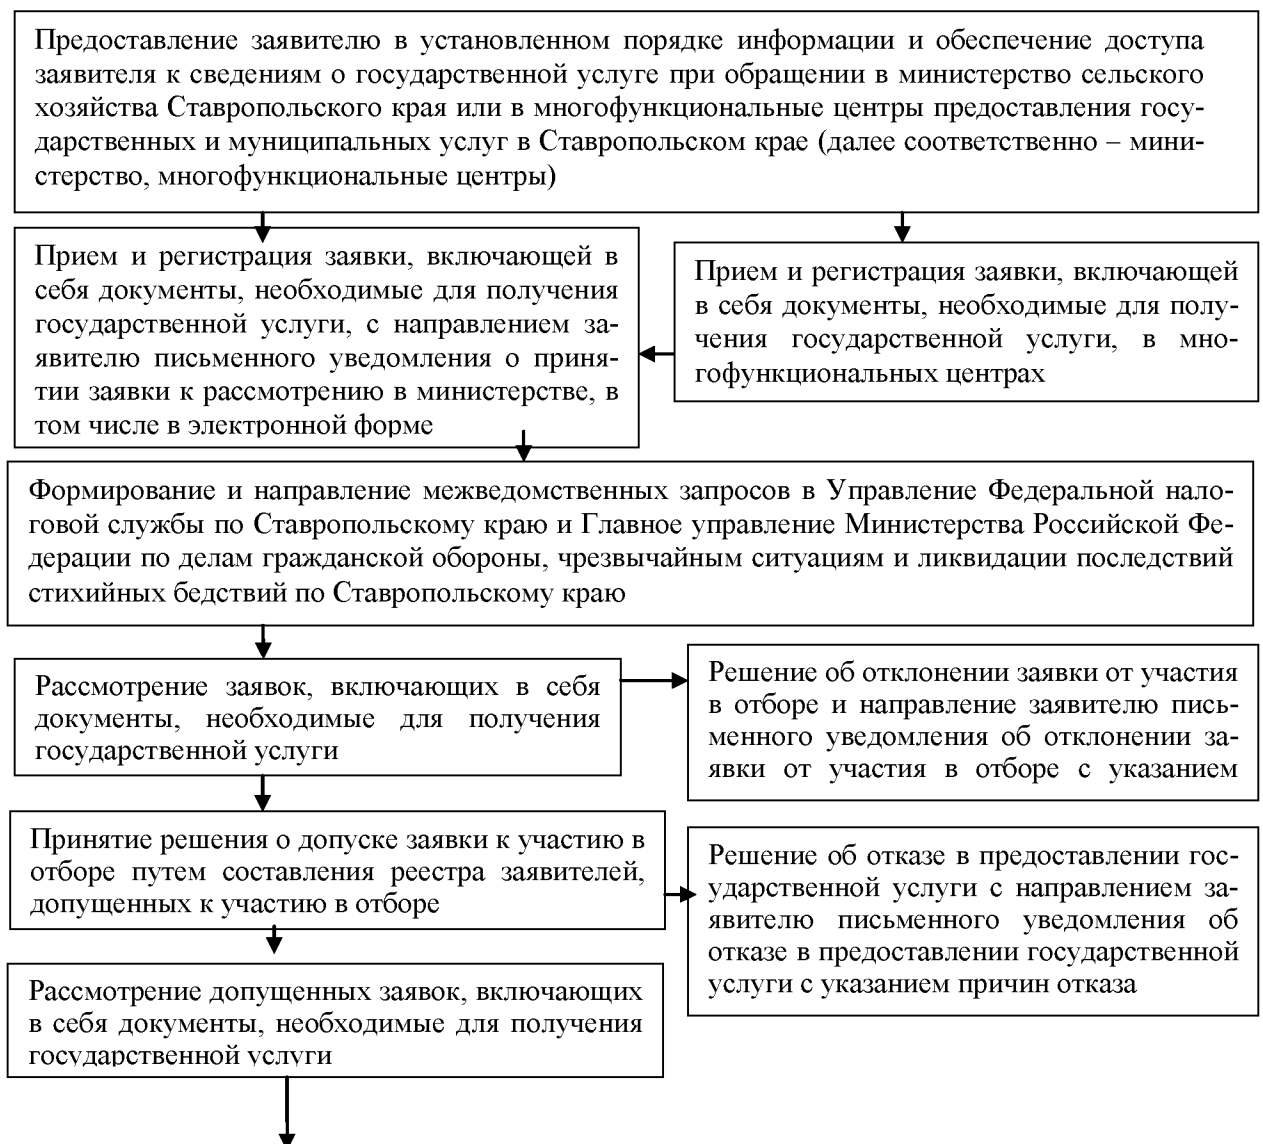 Предоставление заявителю в установленном порядке информации и обеспечение доступа
заявителя к сведениям о государственной услуге при обращении в министерство сельского
хозяйства Ставропольского края или в многофункциональные центры предоставления госу-
дарственных и муниципальных услуг в Ставропольском крае (далее соответственно – мини-
стерство, многофункциональные центры)
Прием и регистрация заявки, включающей в
себя документы, необходимые для получения
государственной услуги, с направлением за-
явителю письменного уведомления о приня-
тии заявки к рассмотрению в министерстве, в
том числе в электронной форме
Прием и регистрация заявки, включающей
в себя документы, необходимые для полу-
чения государственной услуги, в мно-
гофункциональных центрах
Формирование и направление межведомственных запросов в Управление Федеральной нало-
говой службы по Ставропольскому краю и Главное управление Министерства Российской Фе-
дерации по делам гражданской обороны, чрезвычайным ситуациям и ликвидации последствий
стихийных бедствий по Ставропольскому краю
Рассмотрение заявок, включающих в себя
документы, необходимые для получения
государственной услуги
Решение об отклонении заявки от участия
в отборе и направление заявителю пись-
менного уведомления об отклонении за-
явки от участия в отборе с указанием
Принятие решения о допуске заявки к участию в
отборе путем составления реестра заявителей,
допущенных к участию в отборе
Решение об отказе в предоставлении гос-
ударственной услуги с направлением за-
явителю письменного уведомления об
отказе в предоставлении государственной
услуги с указанием причин отказа
Рассмотрение допущенных заявок, включающих
в себя документы, необходимые для получения
государственной услуги